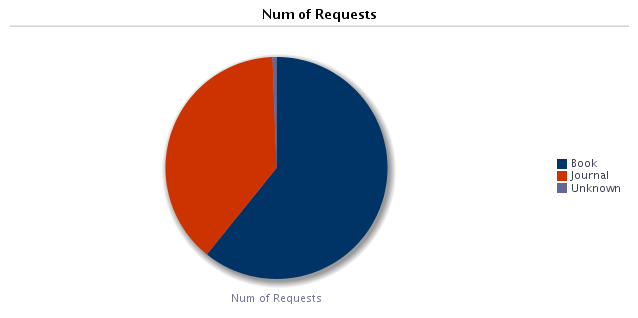 Num of Requests
Book
Journal
Unknown
Num of Requests